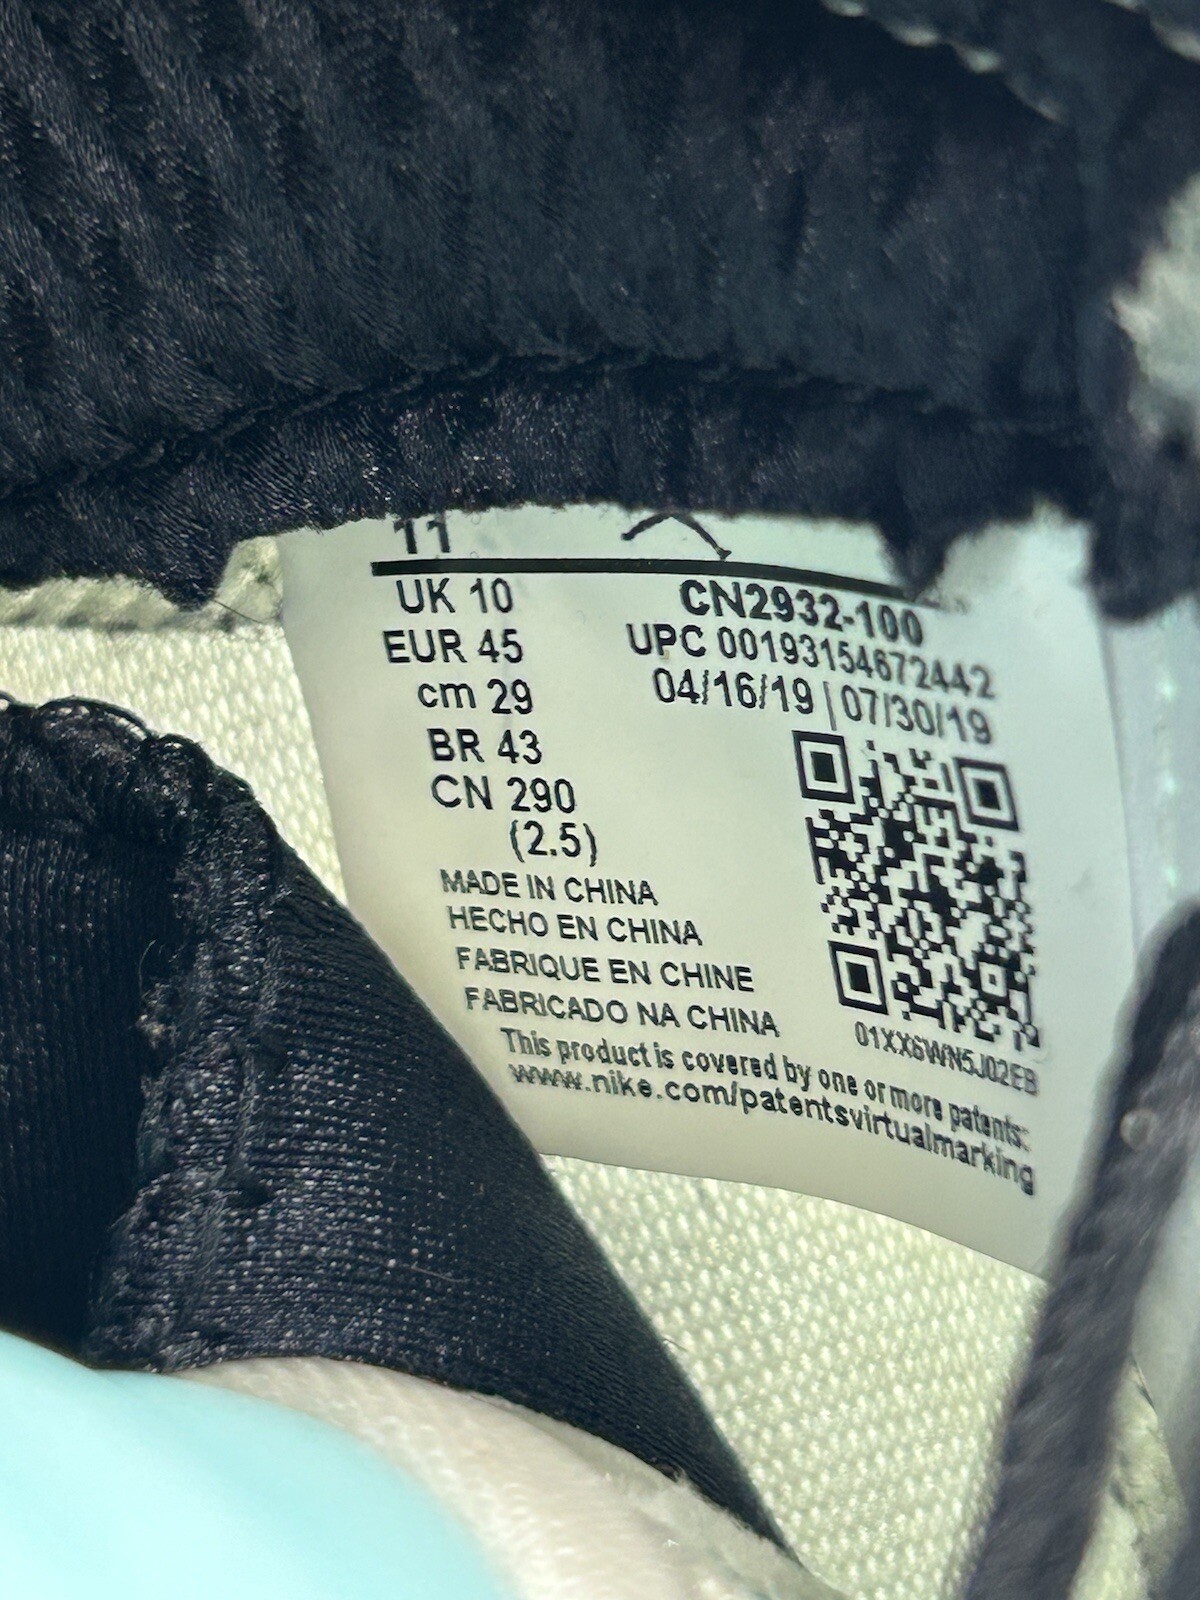 11
UK 10
EUR 45
cm 29
BR 43
CN 290
(2.5)
CN2932-100
UPC 00193154672442
04/16/19 | 07/30/19
MADE IN CHINA
HECHO EN CHINA
FABRIQUE EN CHINE
FABRICADO NA CHINA
01XX6WN5J02EB
This product is covered by one or more patents:
www.nike.com/patentsvirtualmarking